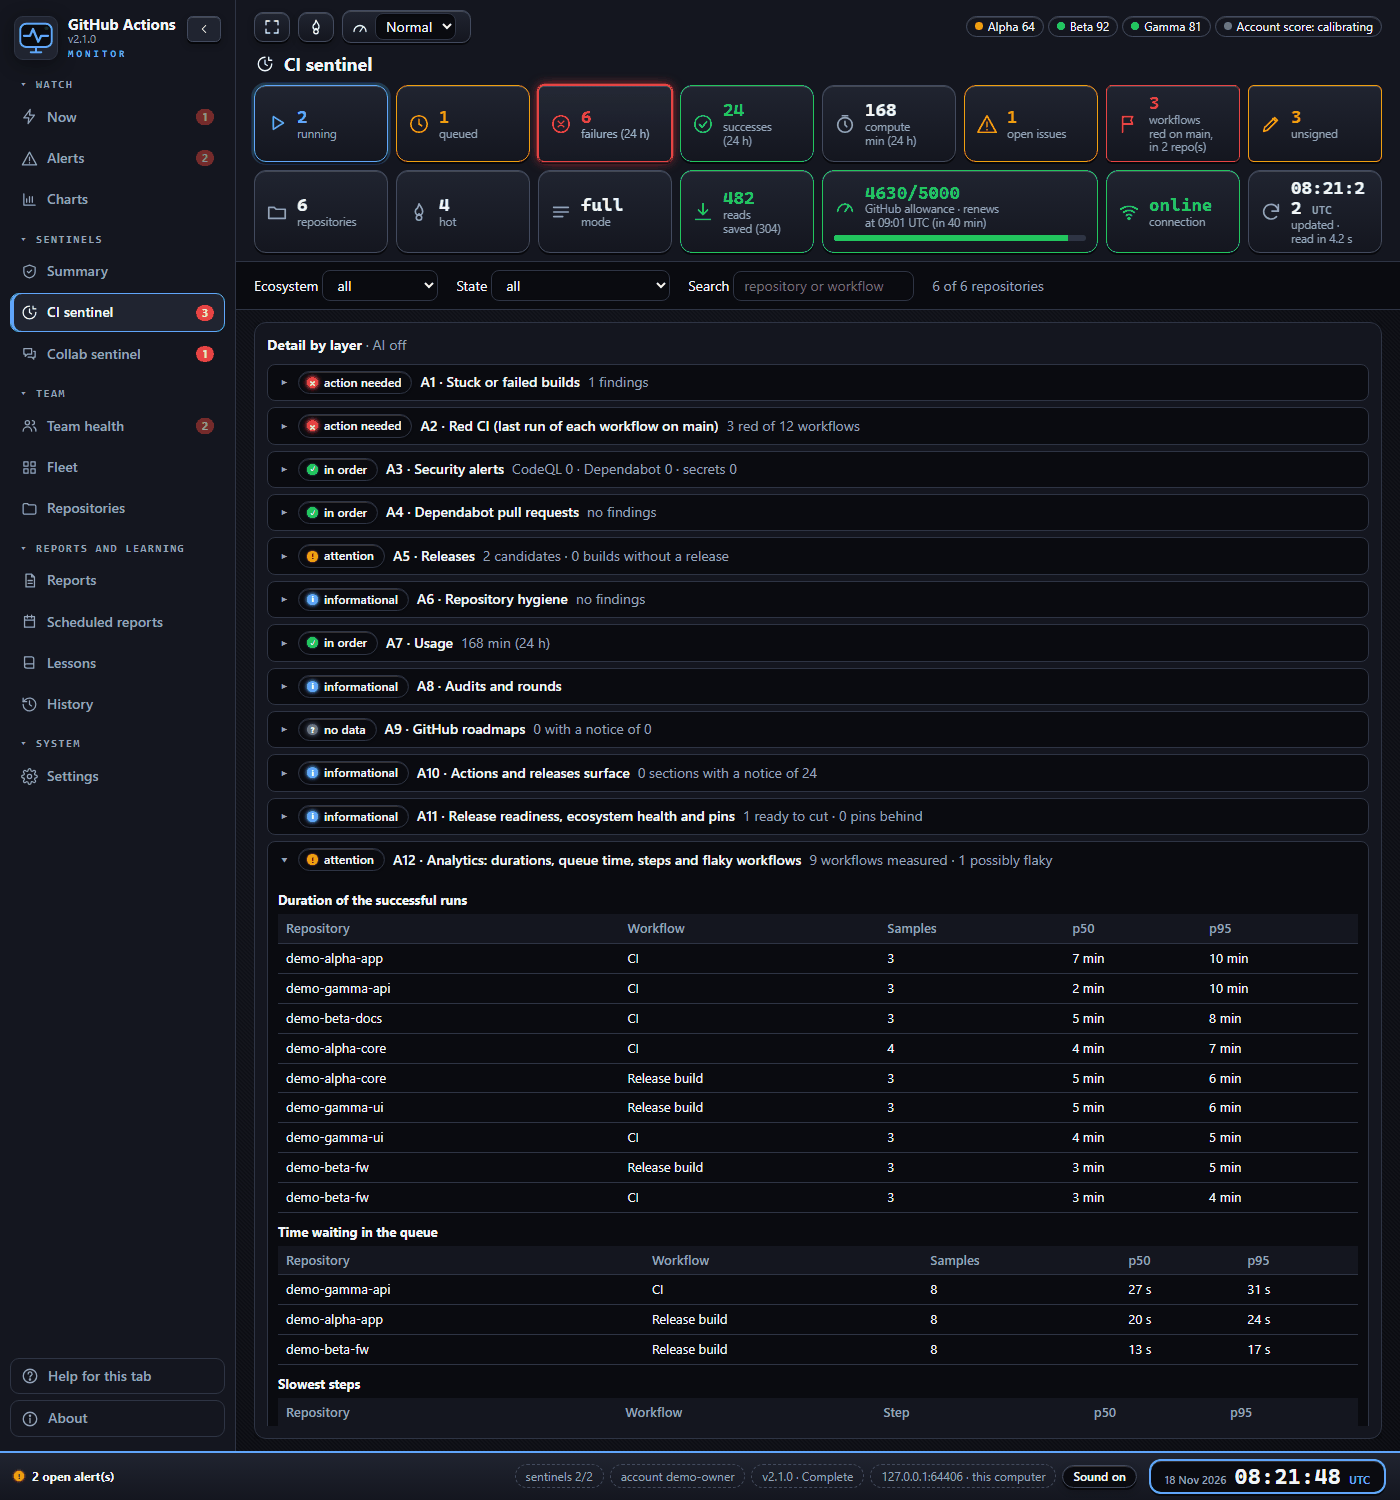 GitHub Actions
v2.1.0
MONITOR
WATCH
Now 1
Alerts 2
Charts
SENTINELS
Summary
CI sentinel 3
Collab sentinel 1
TEAM
Team health 2
Fleet
Repositories
REPORTS AND LEARNING
Reports
Scheduled reports
Lessons
History
SYSTEM
Settings
Help for this tab
About
Normal
Alpha 64 Beta 92 Gamma 81 Account score: calibrating
CI sentinel
2
running
1
queued
6
failures (24 h)
24
successes
(24 h)
168
compute
min (24 h)
1
open issues
3
workflows
red on main,
in 2 repo(s)
3
unsigned
6
repositories
4
hot
full
mode
482
reads
saved (304)
4630/5000
GitHub allowance · renews
at 09:01 UTC (in 40 min)
online
connection
08:21:2
2 UTC
updated ·
read in 4.2 s
Ecosystem all State all Search repository or workflow 6 of 6 repositories
Detail by layer · AI off
action needed A1 · Stuck or failed builds 1 findings
action needed A2 · Red CI (last run of each workflow on main) 3 red of 12 workflows
in order A3 · Security alerts CodeQL 0 · Dependabot 0 · secrets 0
in order A4 · Dependabot pull requests no findings
attention A5 · Releases 2 candidates · 0 builds without a release
informational A6 · Repository hygiene no findings
in order A7 · Usage 168 min (24 h)
informational A8 · Audits and rounds
no data A9 · GitHub roadmaps 0 with a notice of 0
informational A10 · Actions and releases surface 0 sections with a notice of 24
informational A11 · Release readiness, ecosystem health and pins 1 ready to cut · 0 pins behind
attention A12 · Analytics: durations, queue time, steps and flaky workflows 9 workflows measured · 1 possibly flaky
Duration of the successful runs
Repository Workflow Samples p50 p95
demo-alpha-app CI 3 7 min 10 min
demo-gamma-api CI 3 2 min 10 min
demo-beta-docs CI 3 5 min 8 min
demo-alpha-core CI 4 4 min 7 min
demo-alpha-core Release build 3 5 min 6 min
demo-gamma-ui Release build 3 5 min 6 min
demo-gamma-ui CI 3 4 min 5 min
demo-beta-fw Release build 3 3 min 5 min
demo-beta-fw CI 3 3 min 4 min
Time waiting in the queue
Repository Workflow Samples p50 p95
demo-gamma-api CI 8 27 s 31 s
demo-alpha-app Release build 8 20 s 24 s
demo-beta-fw Release build 8 13 s 17 s
Slowest steps
Repository Workflow Step p50 p95
2 open alert(s) sentinels 2/2 account demo-owner v2.1.0 · Complete 127.0.0.1:64406 · this computer Sound on 18 Nov 2026 08:21:48 UTC